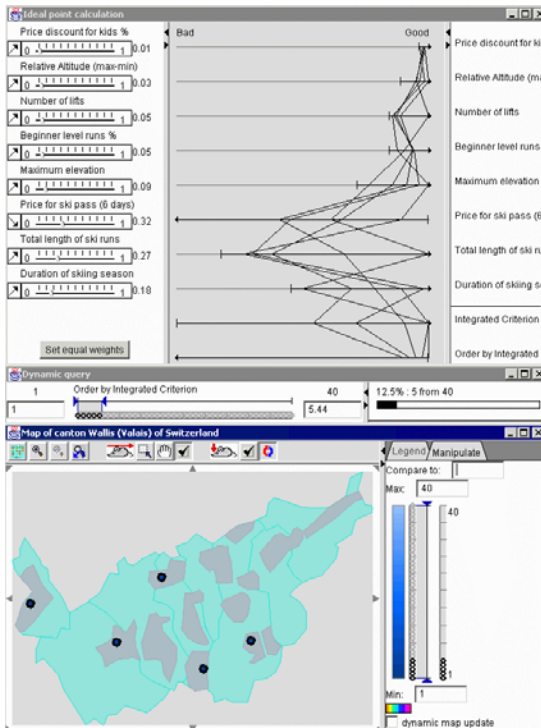 Ideal point calculation
Price discount for kids %
0 1 0.01
Relative Altitude (max-min)
0 1 0.03
Number of lifts
0 1 0.05
Beginner level runs %
0 1 0.05
Maximum elevation
0 1 0.09
Price for ski pass (6 days)
0 1 0.32
Total length of ski runs
0 1 0.27
Duration of skiing season
0 1 0.18
Set equal weights
Bad Good
Price discount for ki
Relative Altitude (ma
Number of lifts
Beginner level runs
Maximum elevation
Price for ski pass (6
Total length of ski ru
Duration of skiing se
Integrated Criterion
Order by Integrated
Dynamic query
1 Order by Integrated Criterion 40
1 5.44
12.5% : 5 from 40
Map of canton Wallis (Valais) of Switzerland
Legend Manipulate
Compare to:
Max: 40
40
1
Min: 1
dynamic map update